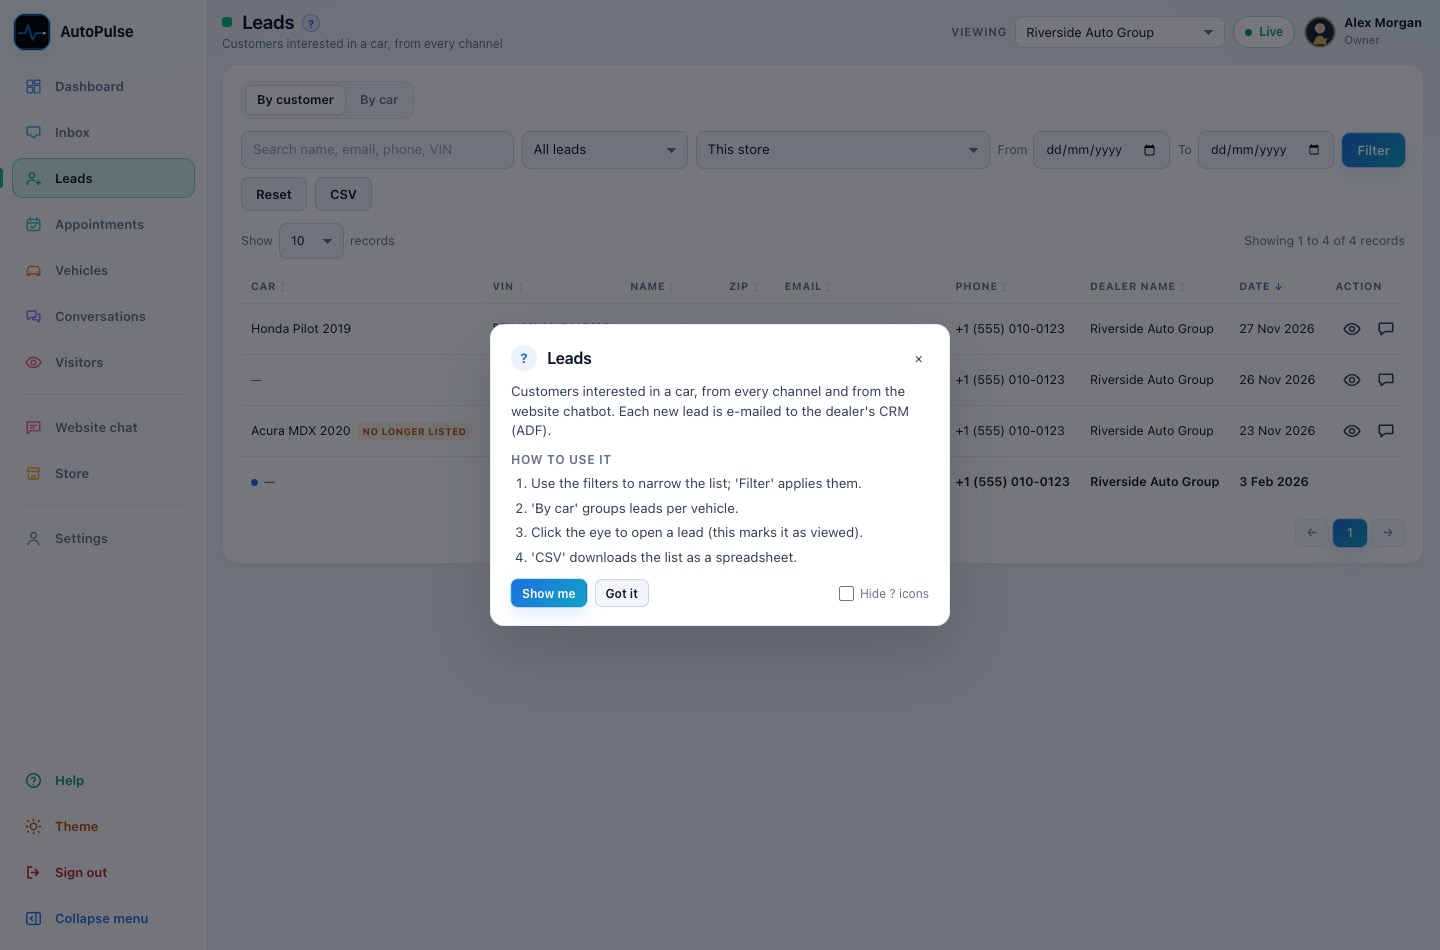 AutoPulse
Dashboard
Inbox
Leads
Appointments
Vehicles
Conversations
Visitors
Website chat
Store
Settings
Help
Theme
Sign out
Collapse menu
Leads ?
Customers interested in a car, from every channel
VIEWING Riverside Auto Group Live Alex Morgan
Owner
By customer By car
Search name, email, phone, VIN All leads This store From dd/mm/yyyy To dd/mm/yyyy Filter
Reset CSV
Show 10 records Showing 1 to 4 of 4 records
CAR VIN NAME ZIP EMAIL PHONE DEALER NAME DATE ↓ ACTION
Honda Pilot 2019 +1 (555) 010-0123 Riverside Auto Group 27 Nov 2026
— +1 (555) 010-0123 Riverside Auto Group 26 Nov 2026
Acura MDX 2020 NO LONGER LISTED +1 (555) 010-0123 Riverside Auto Group 23 Nov 2026
— +1 (555) 010-0123 Riverside Auto Group 3 Feb 2026
← 1 →
? Leads ×
Customers interested in a car, from every channel and from the
website chatbot. Each new lead is e-mailed to the dealer's CRM
(ADF).
HOW TO USE IT
1. Use the filters to narrow the list; 'Filter' applies them.
2. 'By car' groups leads per vehicle.
3. Click the eye to open a lead (this marks it as viewed).
4. 'CSV' downloads the list as a spreadsheet.
Show me Got it Hide ? icons